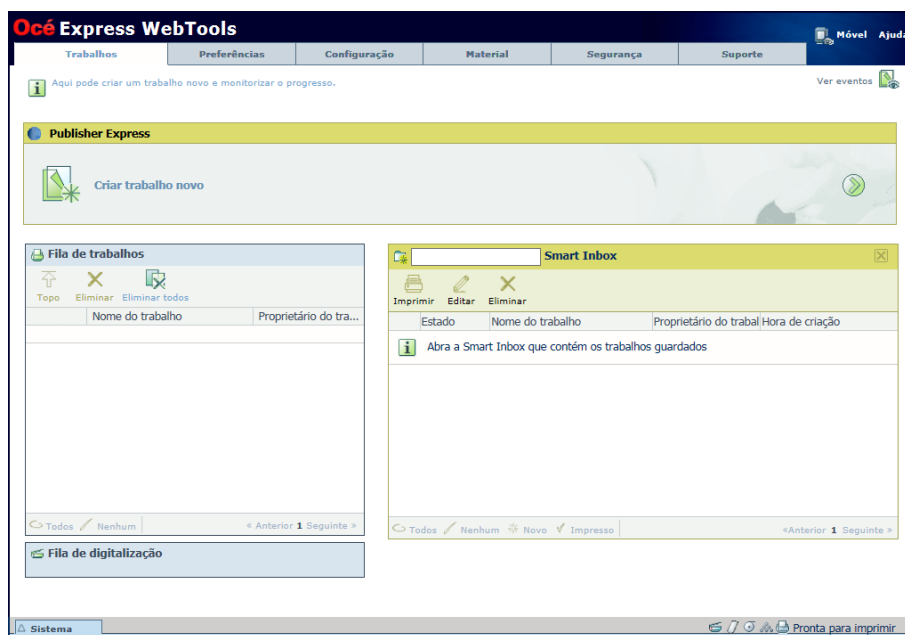 Océ Express WebTools
Móvel Ajuda
Trabalhos Preferências Configuração Material Segurança Suporte
Aqui pode criar um trabalho novo e monitorizar o progresso.
Ver eventos
Publisher Express
Criar trabalho novo
Fila de trabalhos
Topo Eliminar Eliminar todos
Nome do trabalho Proprietário do tra...
Todos Nenhum « Anterior 1 Seguinte »
Fila de digitalização
Smart Inbox
Imprimir Editar Eliminar
Estado Nome do trabalho Proprietário do trabal Hora de criação
Abra a Smart Inbox que contém os trabalhos guardados
Todos Nenhum Novo Impresso «Anterior 1 Seguinte »
Sistema
Pronta para imprimir